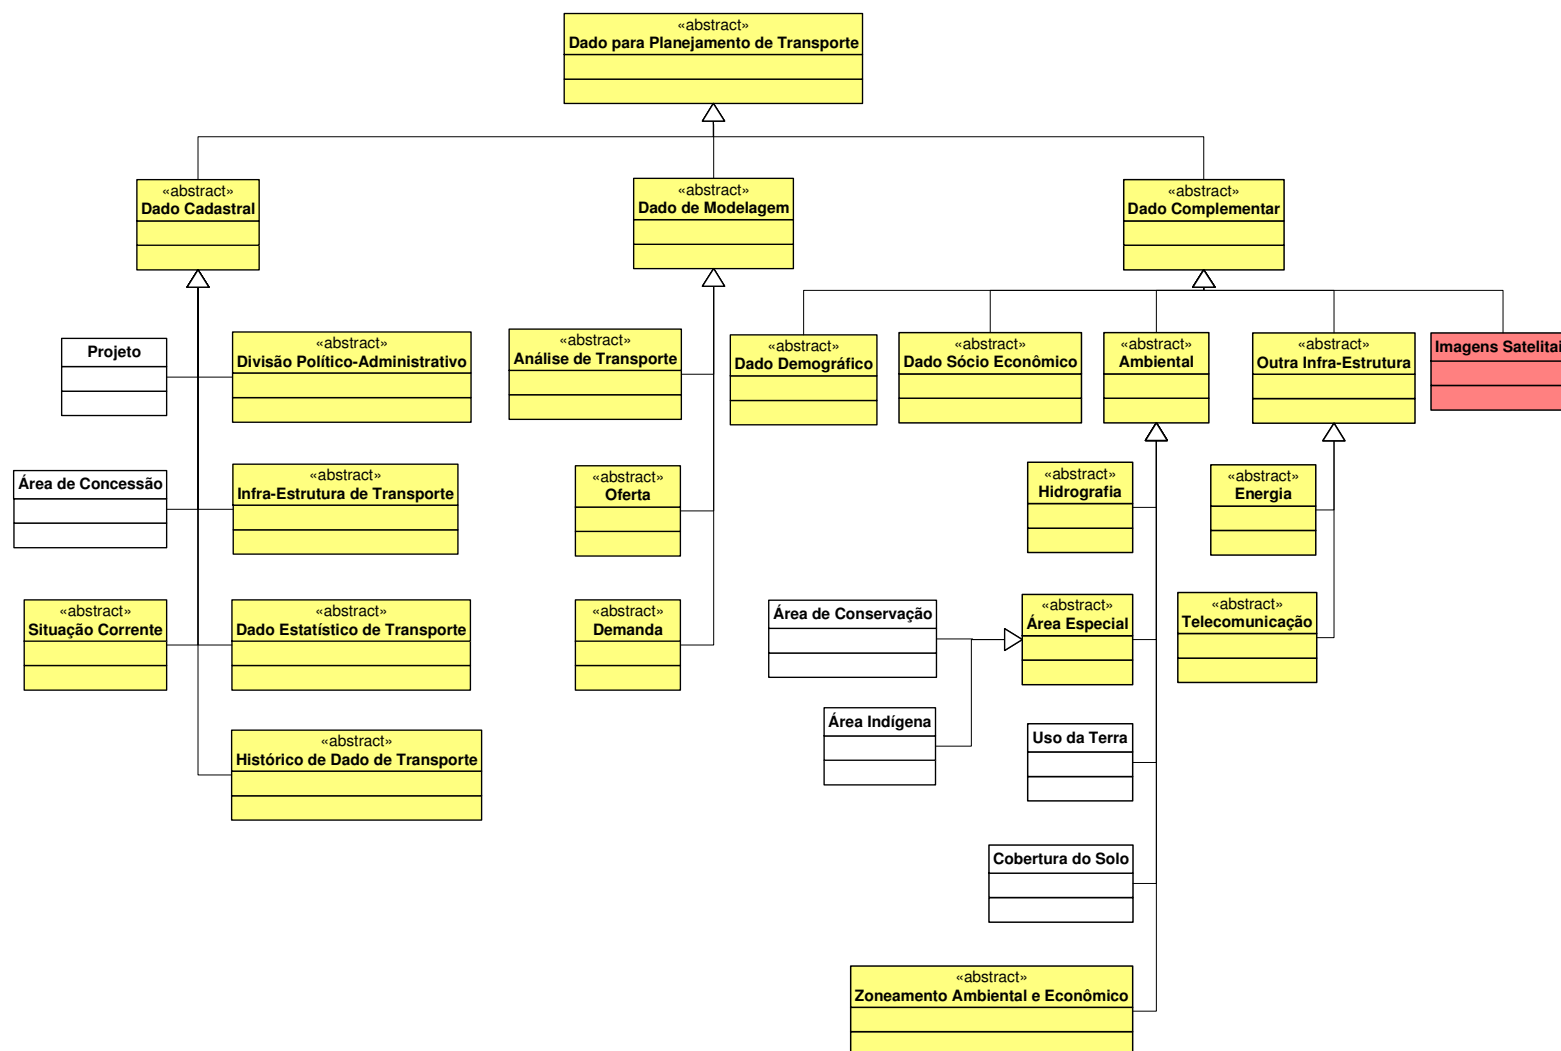 «abstract»
Dado para Planejamento de Transporte
«abstract»
Dado Cadastral
«abstract»
Dado de Modelagem
«abstract»
Dado Complementar
Projeto
«abstract»
Divisão Político-Administrativo
«abstract»
Análise de Transporte
«abstract»
Dado Demográfico
«abstract»
Dado Sócio Econômico
«abstract»
Ambiental
«abstract»
Outra Infra-Estrutura
Imagens Satelitai
Área de Concessão
«abstract»
Infra-Estrutura de Transporte
«abstract»
Oferta
«abstract»
Hidrografia
«abstract»
Energia
«abstract»
Situação Corrente
«abstract»
Dado Estatístico de Transporte
«abstract»
Demanda
Área de Conservação
«abstract»
Área Especial
«abstract»
Telecomunicação
Área Indígena
Uso da Terra
«abstract»
Histórico de Dado de Transporte
Cobertura do Solo
«abstract»
Zoneamento Ambiental e Econômico